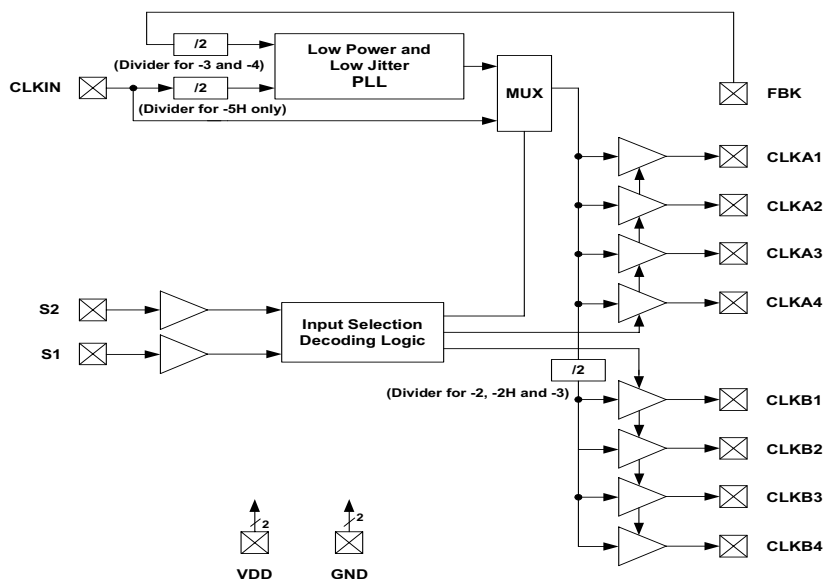 /2
Low Power and
Low Jitter
PLL
(Divider for -3 and -4)
CLKIN
/2
(Divider for -5H only)
MUX
FBK
CLKA1
CLKA2
CLKA3
CLKA4
S2
S1
Input Selection
Decoding Logic
/2
(Divider for -2, -2H and -3)
CLKB1
CLKB2
CLKB3
CLKB4
2
2
VDD
GND